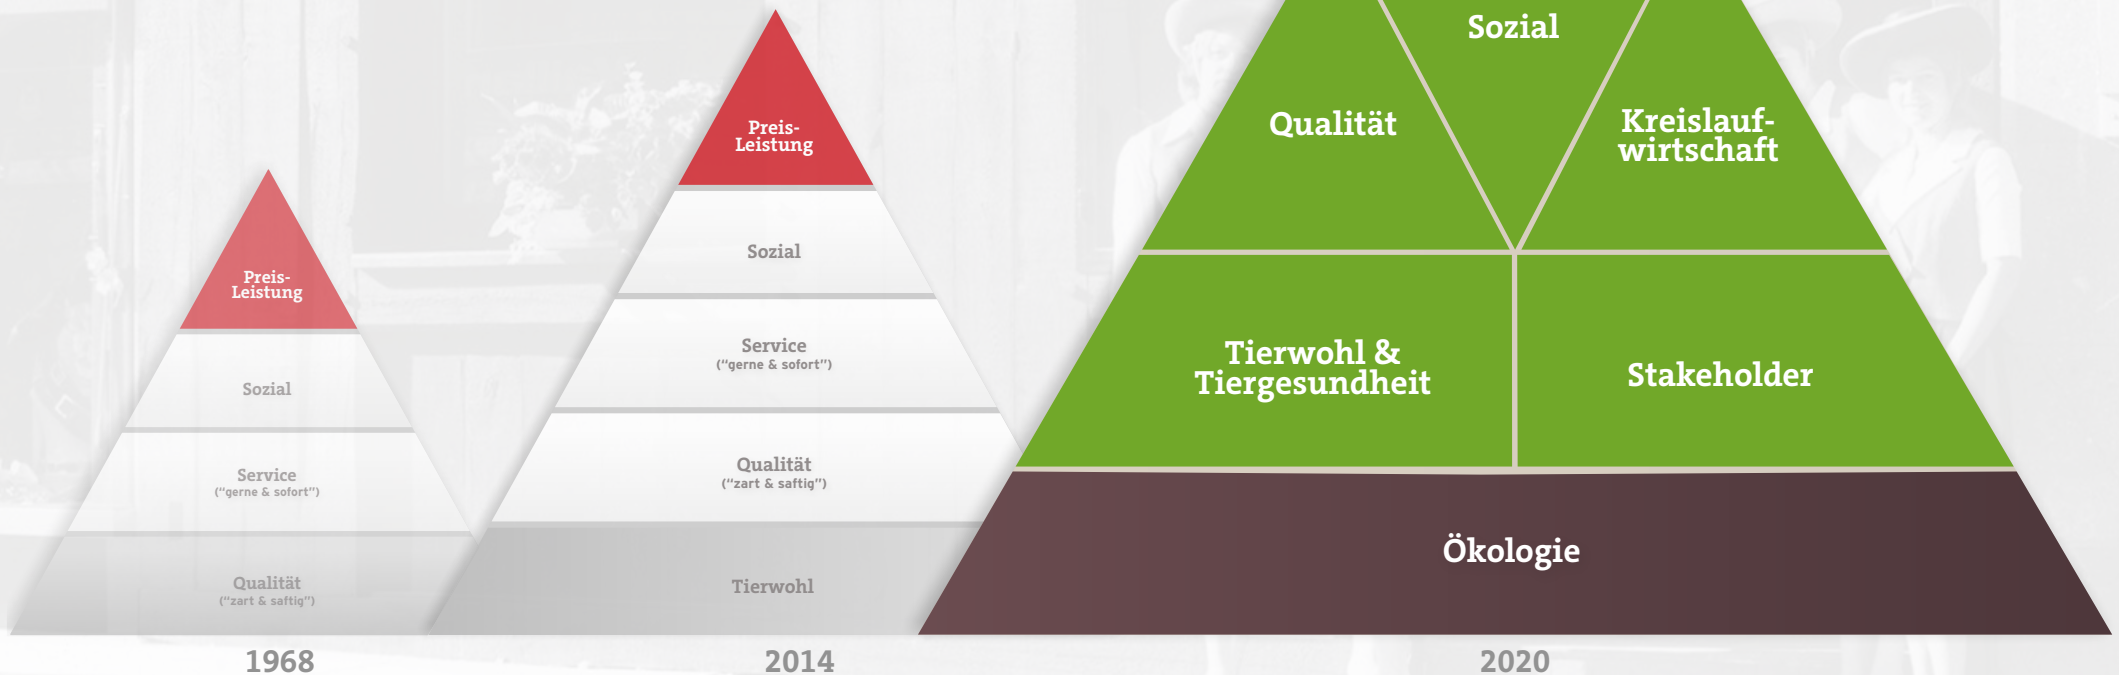 Preis-
Leistung
Sozial
Service
(“gerne & sofort”)
Qualität
(“zart & saftig”)
1968
Preis-
Leistung
Sozial
Service
(“gerne & sofort”)
Qualität
(“zart & saftig”)
Tierwohl
2014
Sozial
Qualität
Kreislauf-
wirtschaft
Tierwohl &
Tiergesundheit
Stakeholder
Ökologie
2020